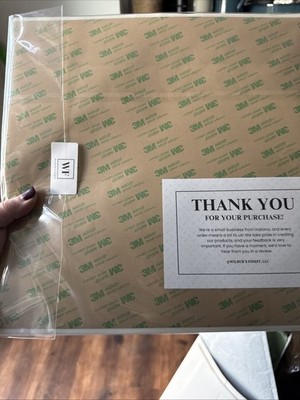 3M
WF
THANK YOU
FOR YOUR PURCHASE!
We're a small business from Indiana, and every
order means a lot to us! We take pride in creating
our products, and your feedback is very
important. If you have a moment, we'd love to
hear from you in a review.